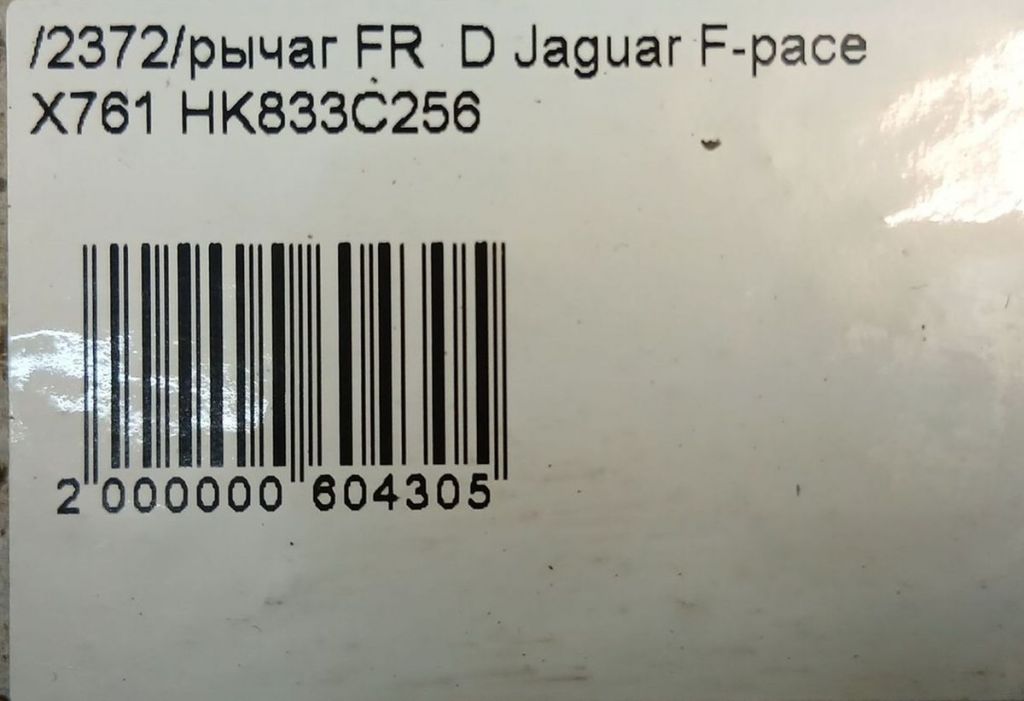 /2372/рычаг FR  D Jaguar F-pace
X761 HK833C256
2 000000 604305